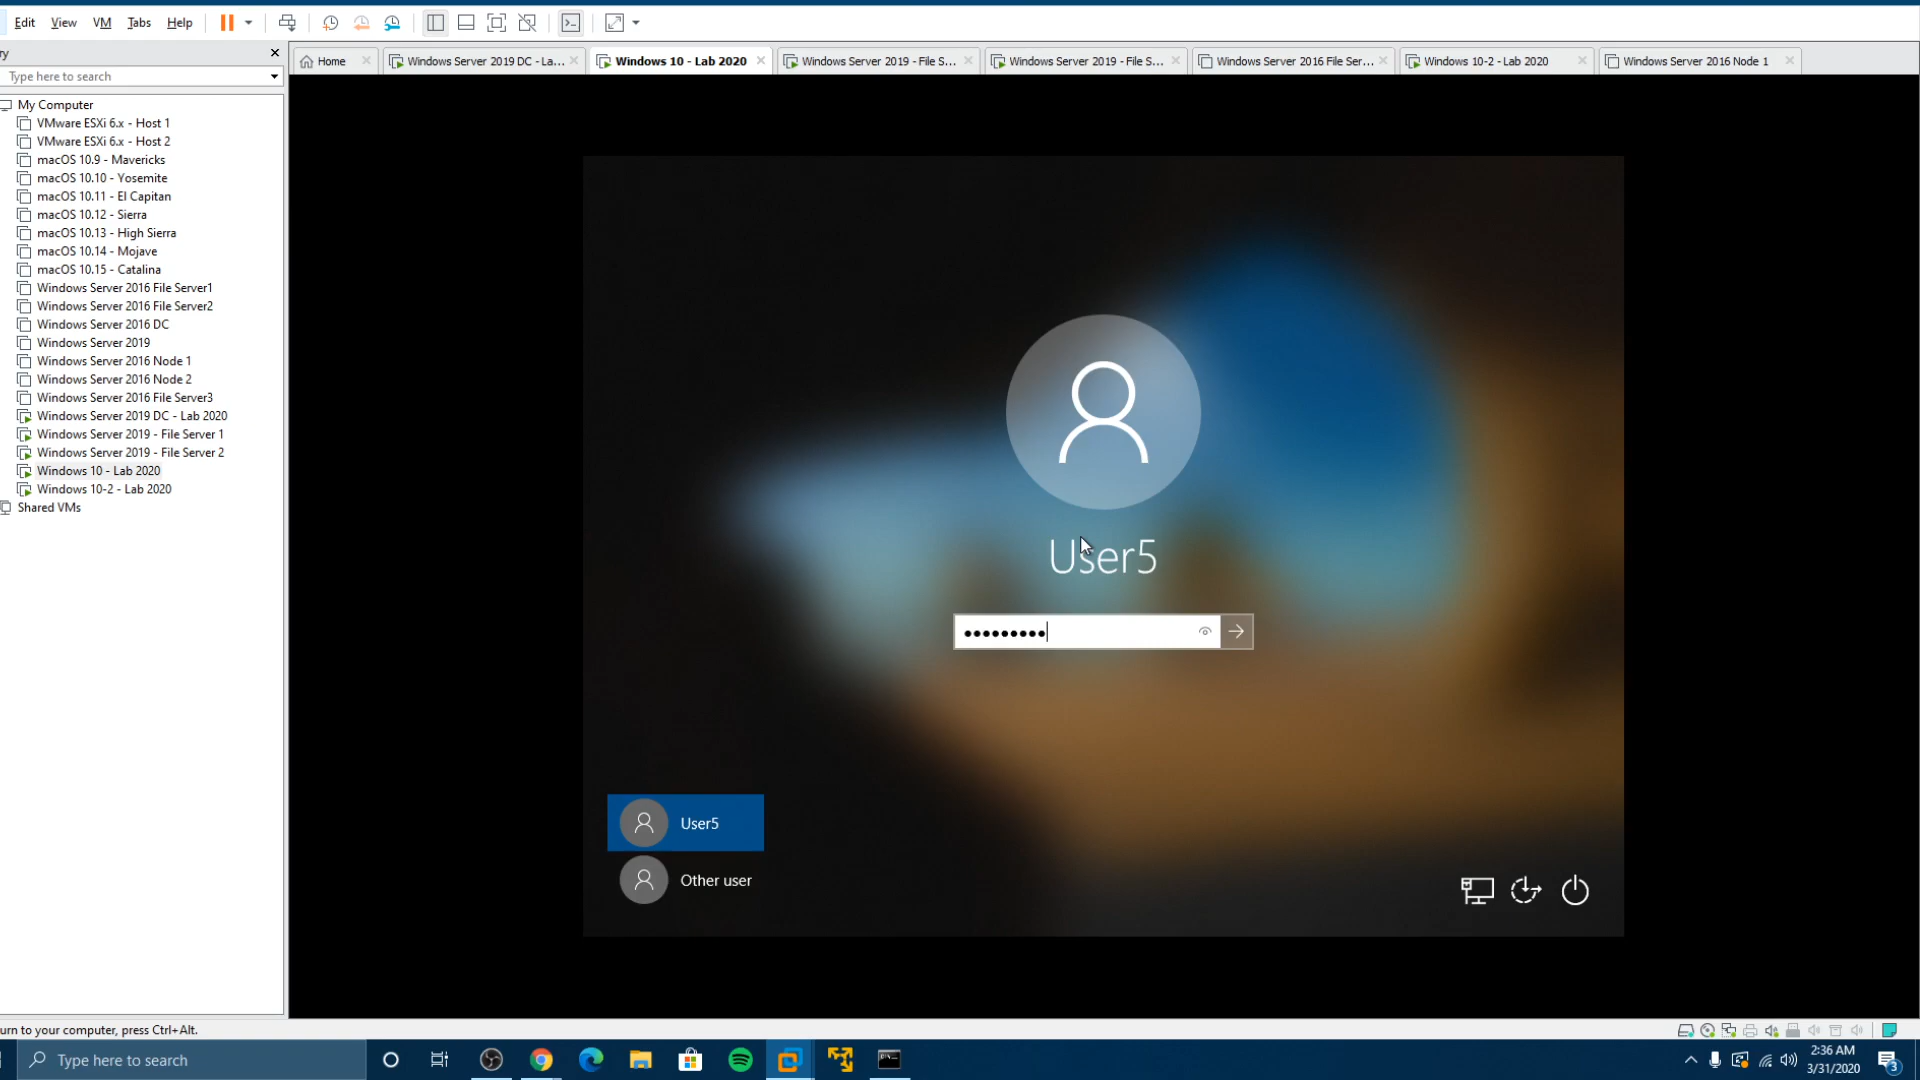 Edit View VM Tabs Help
ry
Type here to search
Home
Windows Server 2019 DC - La...
Windows 10 - Lab 2020
Windows Server 2019 - File S...
Windows Server 2019 - File S...
Windows Server 2016 File Ser...
Windows 10-2 - Lab 2020
Windows Server 2016 Node 1
My Computer
VMware ESXi 6.x - Host 1
VMware ESXi 6.x - Host 2
macOS 10.9 - Mavericks
macOS 10.10 - Yosemite
macOS 10.11 - El Capitan
macOS 10.12 - Sierra
macOS 10.13 - High Sierra
macOS 10.14 - Mojave
macOS 10.15 - Catalina
Windows Server 2016 File Server1
Windows Server 2016 File Server2
Windows Server 2016 DC
Windows Server 2019
Windows Server 2016 Node 1
Windows Server 2016 Node 2
Windows Server 2016 File Server3
Windows Server 2019 DC - Lab 2020
Windows Server 2019 - File Server 1
Windows Server 2019 - File Server 2
Windows 10 - Lab 2020
Windows 10-2 - Lab 2020
Shared VMs
User5
User5
Other user
urn to your computer, press Ctrl+Alt.
Type here to search
2:36 AM
3/31/2020
3